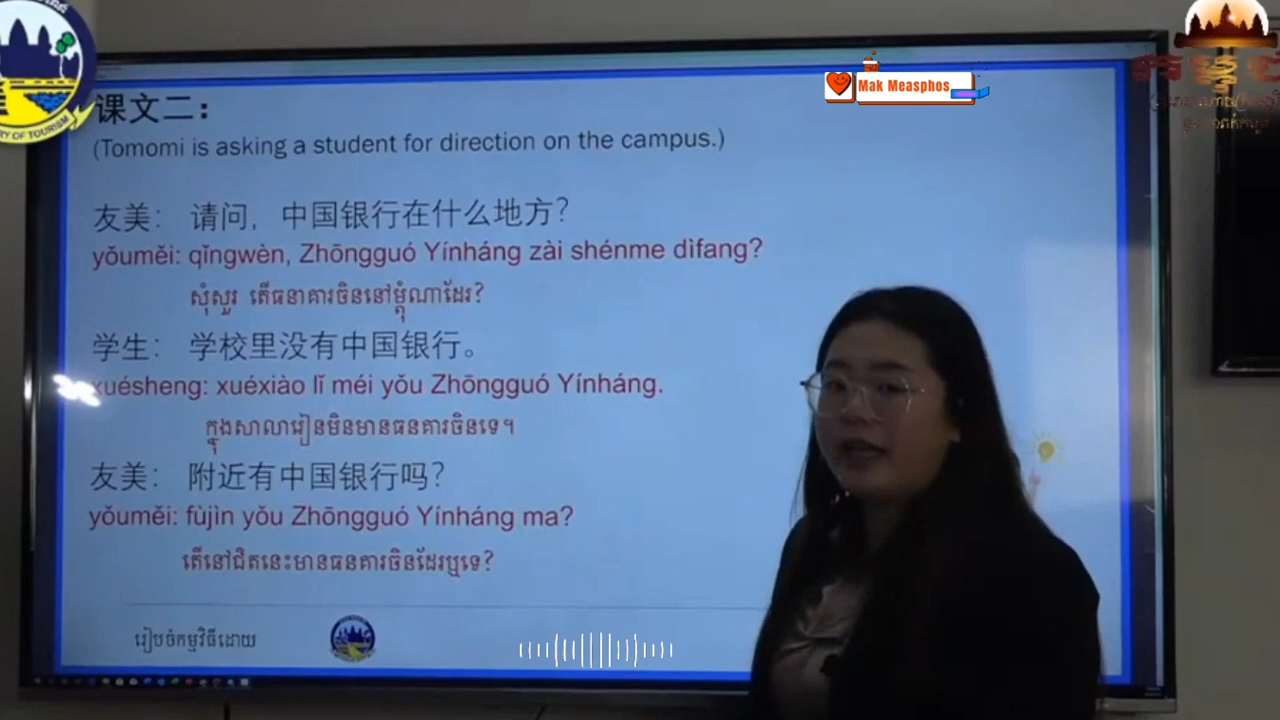 课文二：
(Tomomi is asking a student for direction on the campus.)
友美： 请问，中国银行在什么地方？
yǒuměi: qǐngwèn, Zhōngguó Yínháng zài shénme dìfang?
សុំសួរ តើធនាគារចិននៅម្តុំណាដែរ?
学生： 学校里没有中国银行。
xuésheng: xuéxiào lǐ méi yǒu Zhōngguó Yínháng.
ក្នុងសាលារៀនមិនមានធនគារចិនទេ។
友美： 附近有中国银行吗？
yǒuměi: fùjìn yǒu Zhōngguó Yínháng ma?
តើនៅជិតនេះមានធនគារចិនដែរឬទេ?
រៀបចំកម្មវិធីដោយ
Mak Measphos
RY OF TOURISM